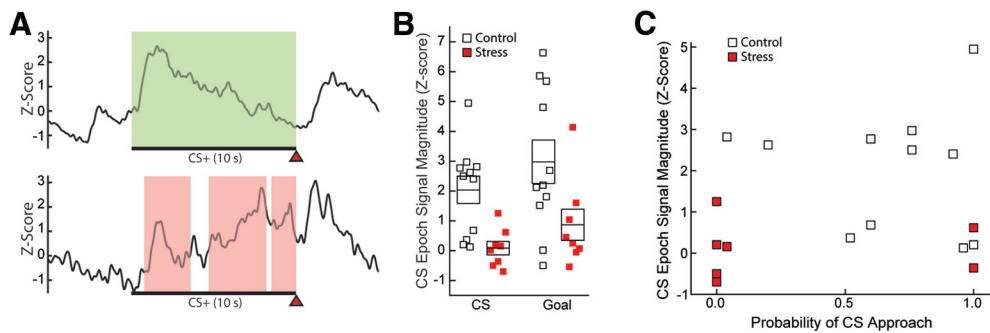 A
Z-Score
3
2
1
0
-1
CS+ (10 s)
Z-Score
3
2
1
0
-1
CS+ (10 s)
B
Control
Stress
CS Epoch Signal Magnitude (Z-score)
7
6
5
4
3
2
1
0
-1
CS
Goal
C
Control
Stress
CS Epoch Signal Magnitude (Z-Score)
5
4
3
2
1
0
-1
0.0
0.5
1.0
Probability of CS Approach